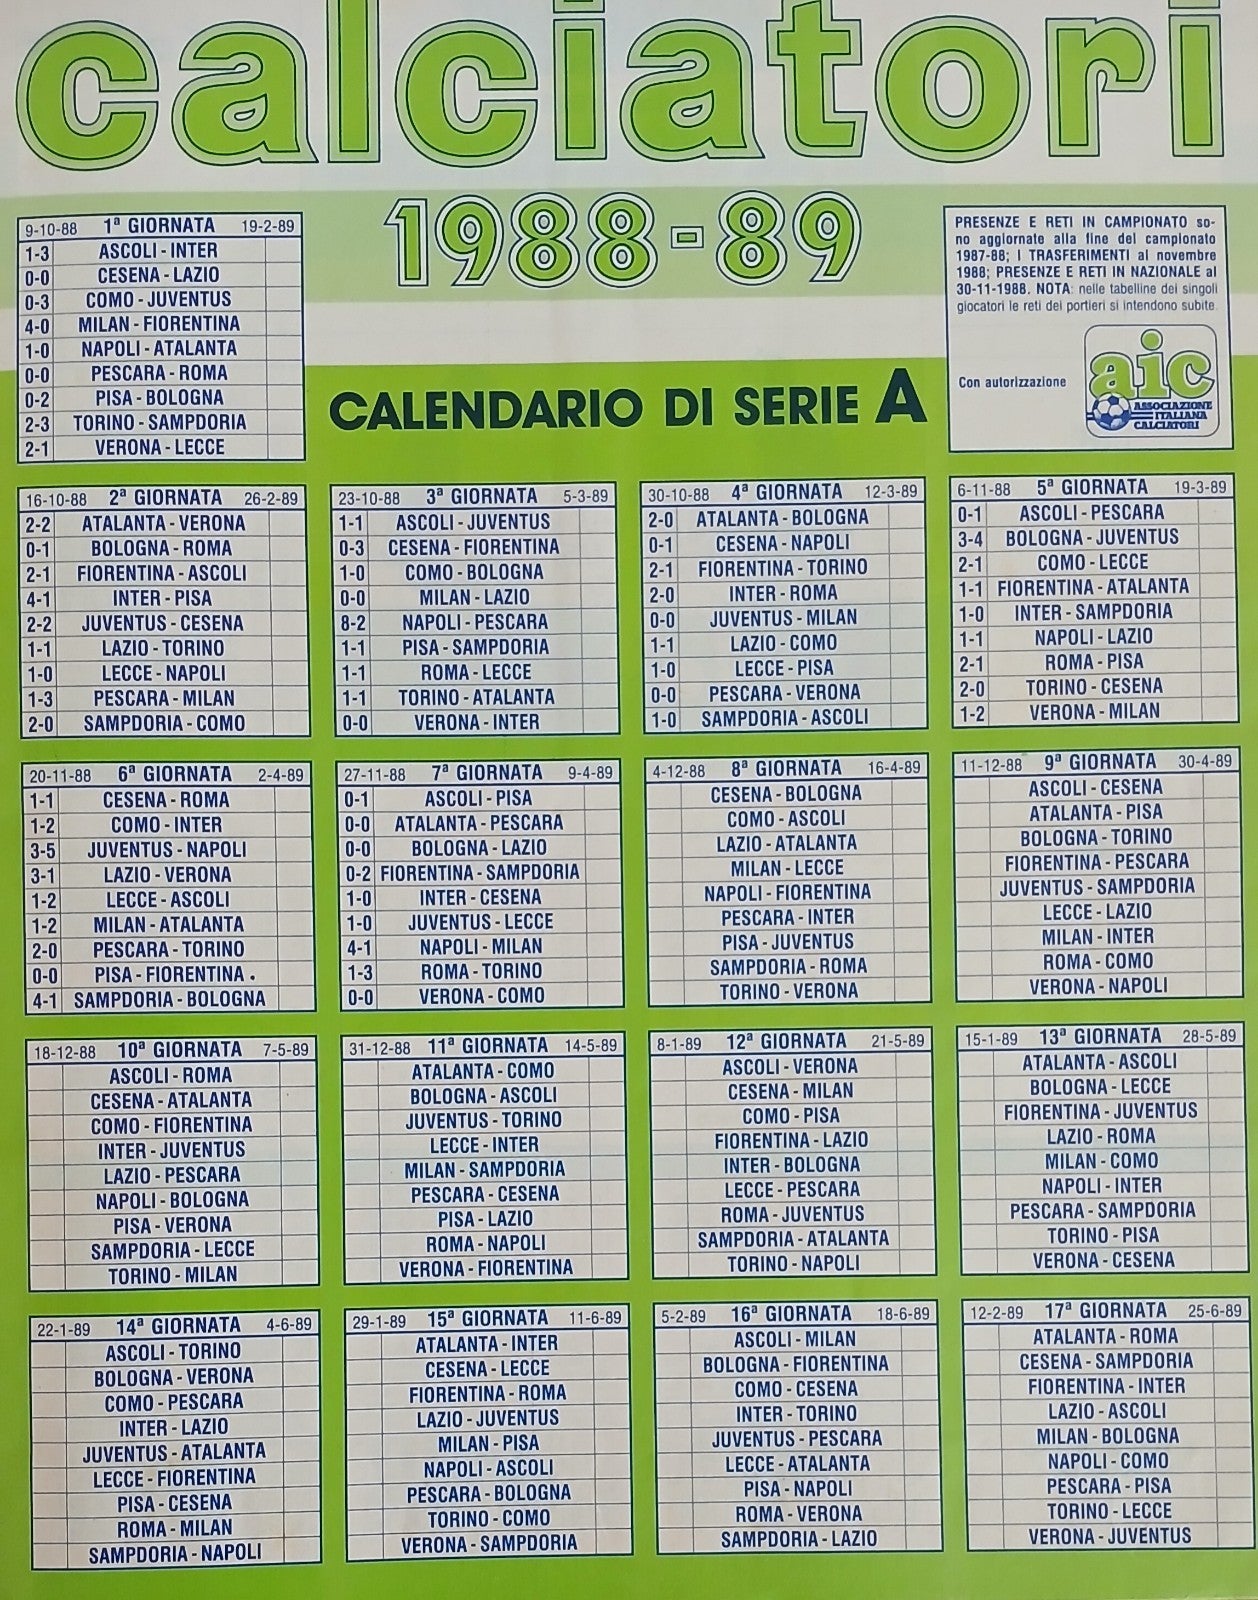 calciatori
1988-89
9-10-88 1ª GIORNATA 19-2-89
1-3 ASCOLI - INTER
0-0 CESENA - LAZIO
0-3 COMO - JUVENTUS
4-0 MILAN - FIORENTINA
1-0 NAPOLI - ATALANTA
0-0 PESCARA - ROMA
0-2 PISA - BOLOGNA
2-3 TORINO - SAMPDORIA
2-1 VERONA - LECCE
PRESENZE E RETI IN CAMPIONATO so-
no aggiornate alla fine del campionato
1987-88; I TRASFERIMENTI al novembre
1988; PRESENZE E RETI IN NAZIONALE al
30-11-1988. NOTA: nelle tabelline dei singoli
giocatori le reti dei portieri si intendono subite.
Con autorizzazione
aic
ASSOCIAZIONE
ITALIANA
CALCIATORI
CALENDARIO DI SERIE A
16-10-88 2ª GIORNATA 26-2-89
2-2 ATALANTA - VERONA
0-1 BOLOGNA - ROMA
2-1 FIORENTINA - ASCOLI
4-1 INTER - PISA
2-2 JUVENTUS - CESENA
1-1 LAZIO - TORINO
1-0 LECCE - NAPOLI
1-3 PESCARA - MILAN
2-0 SAMPDORIA - COMO
23-10-88 3ª GIORNATA 5-3-89
1-1 ASCOLI - JUVENTUS
0-3 CESENA - FIORENTINA
1-0 COMO - BOLOGNA
0-0 MILAN - LAZIO
8-2 NAPOLI - PESCARA
1-1 PISA - SAMPDORIA
1-1 ROMA - LECCE
1-1 TORINO - ATALANTA
0-0 VERONA - INTER
30-10-88 4ª GIORNATA 12-3-89
2-0 ATALANTA - BOLOGNA
0-1 CESENA - NAPOLI
2-1 FIORENTINA - TORINO
2-0 INTER - ROMA
0-0 JUVENTUS - MILAN
1-1 LAZIO - COMO
1-0 LECCE - PISA
0-0 PESCARA - VERONA
1-0 SAMPDORIA - ASCOLI
6-11-88 5ª GIORNATA 19-3-89
0-1 ASCOLI - PESCARA
3-4 BOLOGNA - JUVENTUS
2-1 COMO - LECCE
1-1 FIORENTINA - ATALANTA
1-0 INTER - SAMPDORIA
1-1 NAPOLI - LAZIO
2-1 ROMA - PISA
2-0 TORINO - CESENA
1-2 VERONA - MILAN
20-11-88 6ª GIORNATA 2-4-89
1-1 CESENA - ROMA
1-2 COMO - INTER
3-5 JUVENTUS - NAPOLI
3-1 LAZIO - VERONA
1-2 LECCE - ASCOLI
1-2 MILAN - ATALANTA
2-0 PESCARA - TORINO
0-0 PISA - FIORENTINA .
4-1 SAMPDORIA - BOLOGNA
27-11-88 7ª GIORNATA 9-4-89
0-1 ASCOLI - PISA
0-0 ATALANTA - PESCARA
0-0 BOLOGNA - LAZIO
0-2 FIORENTINA - SAMPDORIA
1-0 INTER - CESENA
1-0 JUVENTUS - LECCE
4-1 NAPOLI - MILAN
1-3 ROMA - TORINO
0-0 VERONA - COMO
4-12-88 8ª GIORNATA 16-4-89
CESENA - BOLOGNA
COMO - ASCOLI
LAZIO - ATALANTA
MILAN - LECCE
NAPOLI - FIORENTINA
PESCARA - INTER
PISA - JUVENTUS
SAMPDORIA - ROMA
TORINO - VERONA
11-12-88 9ª GIORNATA 30-4-89
ASCOLI - CESENA
ATALANTA - PISA
BOLOGNA - TORINO
FIORENTINA - PESCARA
JUVENTUS - SAMPDORIA
LECCE - LAZIO
MILAN - INTER
ROMA - COMO
VERONA - NAPOLI
18-12-88 10ª GIORNATA 7-5-89
ASCOLI - ROMA
CESENA - ATALANTA
COMO - FIORENTINA
INTER - JUVENTUS
LAZIO - PESCARA
NAPOLI - BOLOGNA
PISA - VERONA
SAMPDORIA - LECCE
TORINO - MILAN
31-12-88 11ª GIORNATA 14-5-89
ATALANTA - COMO
BOLOGNA - ASCOLI
JUVENTUS - TORINO
LECCE - INTER
MILAN - SAMPDORIA
PESCARA - CESENA
PISA - LAZIO
ROMA - NAPOLI
VERONA - FIORENTINA
8-1-89 12ª GIORNATA 21-5-89
ASCOLI - VERONA
CESENA - MILAN
COMO - PISA
FIORENTINA - LAZIO
INTER - BOLOGNA
LECCE - PESCARA
ROMA - JUVENTUS
SAMPDORIA - ATALANTA
TORINO - NAPOLI
15-1-89 13ª GIORNATA 28-5-89
ATALANTA - ASCOLI
BOLOGNA - LECCE
FIORENTINA - JUVENTUS
LAZIO - ROMA
MILAN - COMO
NAPOLI - INTER
PESCARA - SAMPDORIA
TORINO - PISA
VERONA - CESENA
22-1-89 14ª GIORNATA 4-6-89
ASCOLI - TORINO
BOLOGNA - VERONA
COMO - PESCARA
INTER - LAZIO
JUVENTUS - ATALANTA
LECCE - FIORENTINA
PISA - CESENA
ROMA - MILAN
SAMPDORIA - NAPOLI
29-1-89 15ª GIORNATA 11-6-89
ATALANTA - INTER
CESENA - LECCE
FIORENTINA - ROMA
LAZIO - JUVENTUS
MILAN - PISA
NAPOLI - ASCOLI
PESCARA - BOLOGNA
TORINO - COMO
VERONA - SAMPDORIA
5-2-89 16ª GIORNATA 18-6-89
ASCOLI - MILAN
BOLOGNA - FIORENTINA
COMO - CESENA
INTER - TORINO
JUVENTUS - PESCARA
LECCE - ATALANTA
PISA - NAPOLI
ROMA - VERONA
SAMPDORIA - LAZIO
12-2-89 17ª GIORNATA 25-6-89
ATALANTA - ROMA
CESENA - SAMPDORIA
FIORENTINA - INTER
LAZIO - ASCOLI
MILAN - BOLOGNA
NAPOLI - COMO
PESCARA - PISA
TORINO - LECCE
VERONA - JUVENTUS